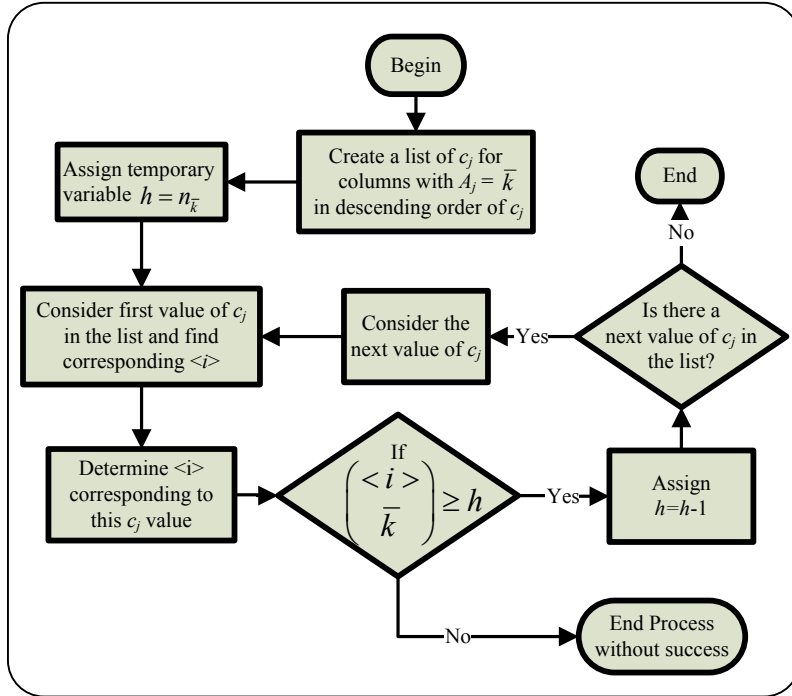 Begin
Create a list of c_j for
columns with A_j = k̅
in descending order of c_j
Assign temporary
variable h = n_k̅
Consider first value of c_j
in the list and find
corresponding <i>
Determine <i>
corresponding to
this c_j value
If
(<i>
k̅) ≥ h
Yes
Assign
h=h-1
Is there a
next value of c_j in
the list?
Yes
Consider the
next value of c_j
No
End
No
End Process
without success